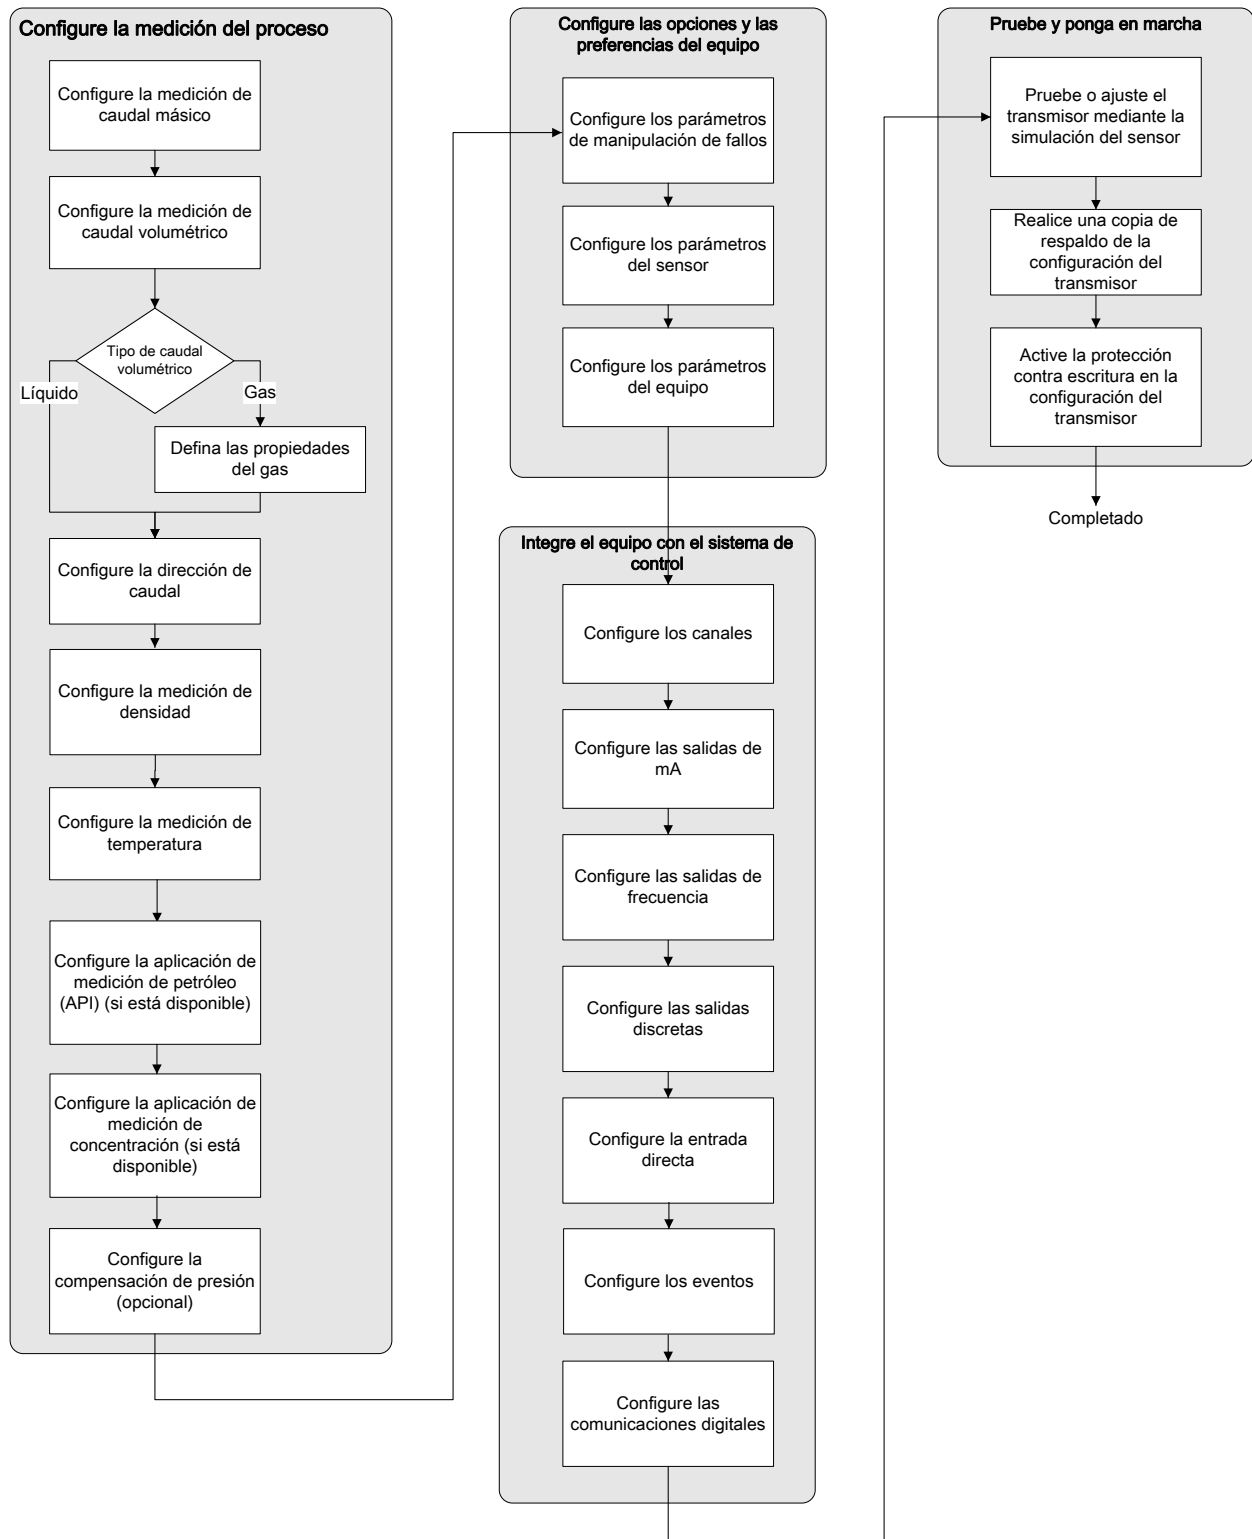 Configure la medición del proceso
Configure la medición de
caudal másico
Configure la medición de
caudal volumétrico
Tipo de caudal
volumétrico
Líquido
Gas
Defina las propiedades
del gas
Configure la dirección de
caudal
Configure la medición de
densidad
Configure la medición de
temperatura
Configure la aplicación de
medición de petróleo
(API) (si está disponible)
Configure la aplicación de
medición de
concentración (si está
disponible)
Configure la
compensación de presión
(opcional)
Configure las opciones y las
preferencias del equipo
Configure los parámetros
de manipulación de fallos
Configure los parámetros
del sensor
Configure los parámetros
del equipo
Integre el equipo con el sistema de
control
Configure los canales
Configure las salidas de
mA
Configure las salidas de
frecuencia
Configure las salidas
discretas
Configure la entrada
directa
Configure los eventos
Configure las
comunicaciones digitales
Pruebe y ponga en marcha
Pruebe o ajuste el
transmisor mediante la
simulación del sensor
Realice una copia de
respaldo de la
configuración del
transmisor
Active la protección
contra escritura en la
configuración del
transmisor
Completado